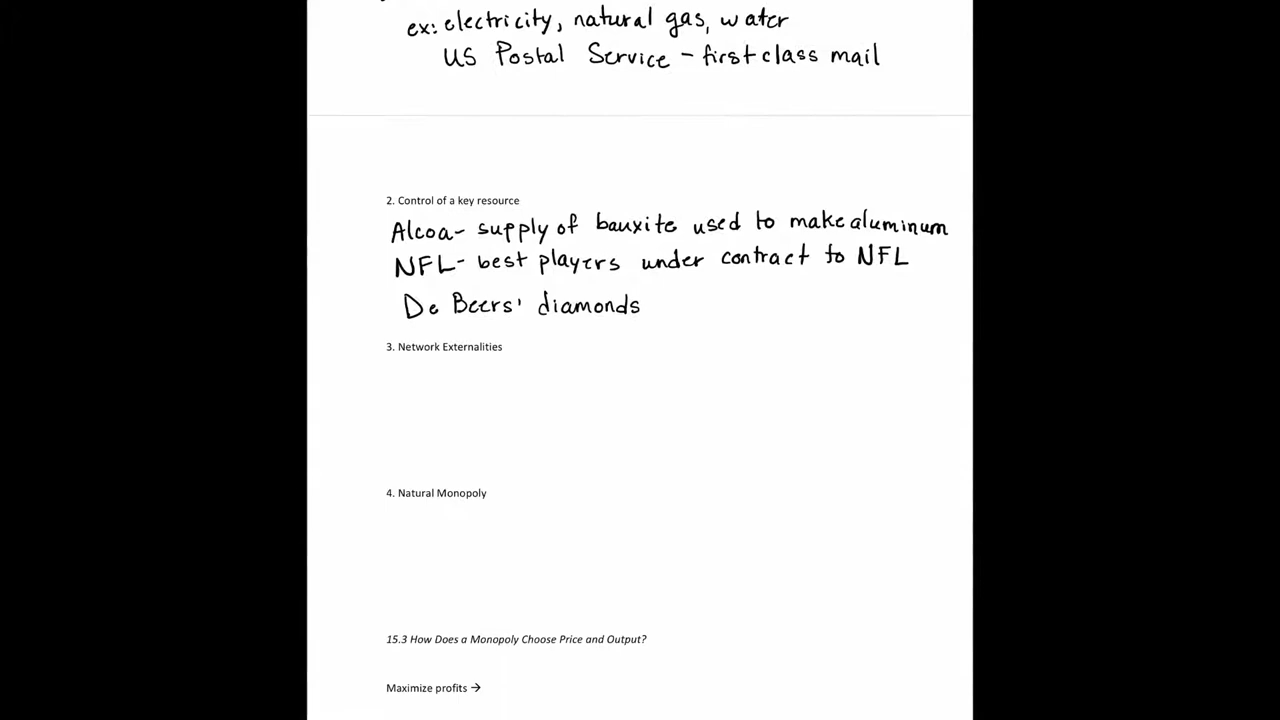 ex: electricity, natural gas, water
US Postal Service - first class mail
2. Control of a key resource
Alcoa- supply of bauxite used to make aluminum
NFL- best players under contract to NFL
De Beers' diamonds
3. Network Externalities
4. Natural Monopoly
15.3 How Does a Monopoly Choose Price and Output?
Maximize profits →